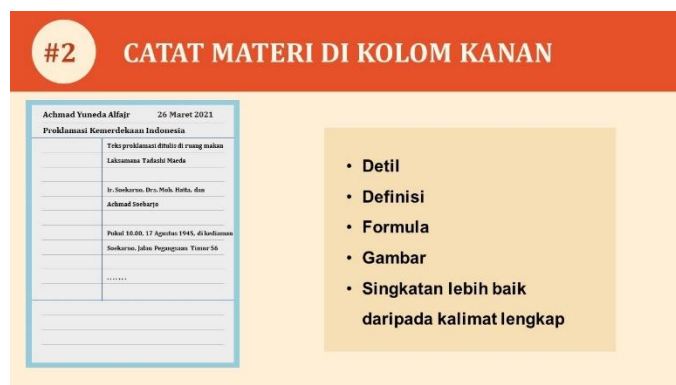 #2
CATAT MATERI DI KOLOM KANAN
Achmad Yuneda Alfajr 26 Maret 2021
Proklamasi Kemerdekaan Indonesia
Teks proklamasi ditulis di ruang makan
Laksamana Tadashi Maeda
Ir. Soekarno, Drs. Moh. Hatta, dan
Achmad Soebarjo
Pukul 10.00, 17 Agustus 1945, di kediaman
Soekarno, Jalan Pegangsaan Timur 56
.......
• Detil
• Definisi
• Formula
• Gambar
• Singkatan lebih baik
daripada kalimat lengkap